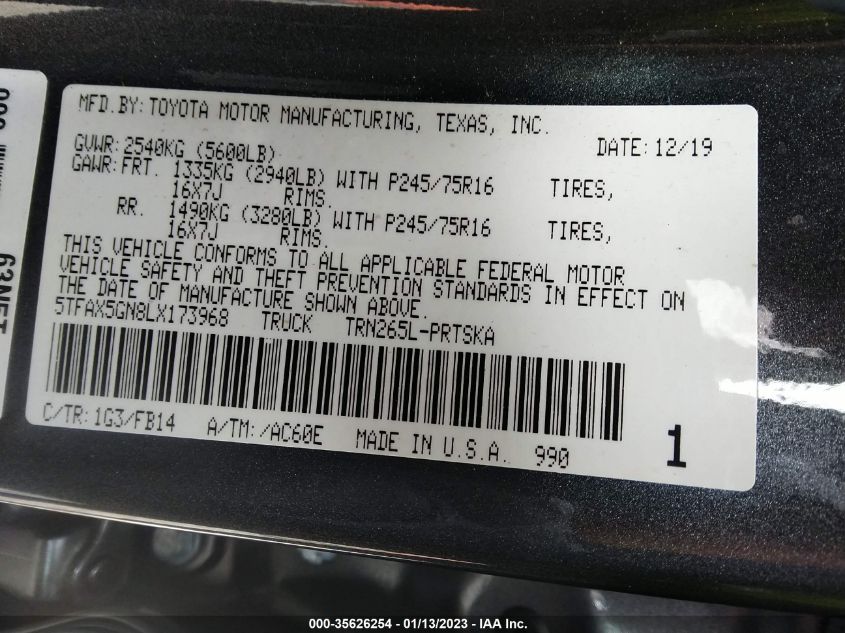 MFD.BY: TOYOTA MOTOR MANUFACTURING, TEXAS, INC.
GVWR: 2540KG (5600LB) DATE: 12/19
GAWR: FRT. 1335KG (2940LB) WITH P245/75R16 TIRES,
16X7J RIMS.
RR. 1490KG (3280LB) WITH P245/75R16 TIRES,
16X7J RIMS.
THIS VEHICLE CONFORMS TO ALL APPLICABLE FEDERAL MOTOR
VEHICLE SAFETY AND THEFT PREVENTION STANDARDS IN EFFECT ON
THE DATE OF MANUFACTURE SHOWN ABOVE.
5TFAX5GN8LX173968 TRUCK TRN265L-PRTSKA
C/TR: 1G3/FB14 A/TM: /AC60E MADE IN U.S.A. 990 1
63NET
000-35626254 - 01/13/2023 - IAA Inc.